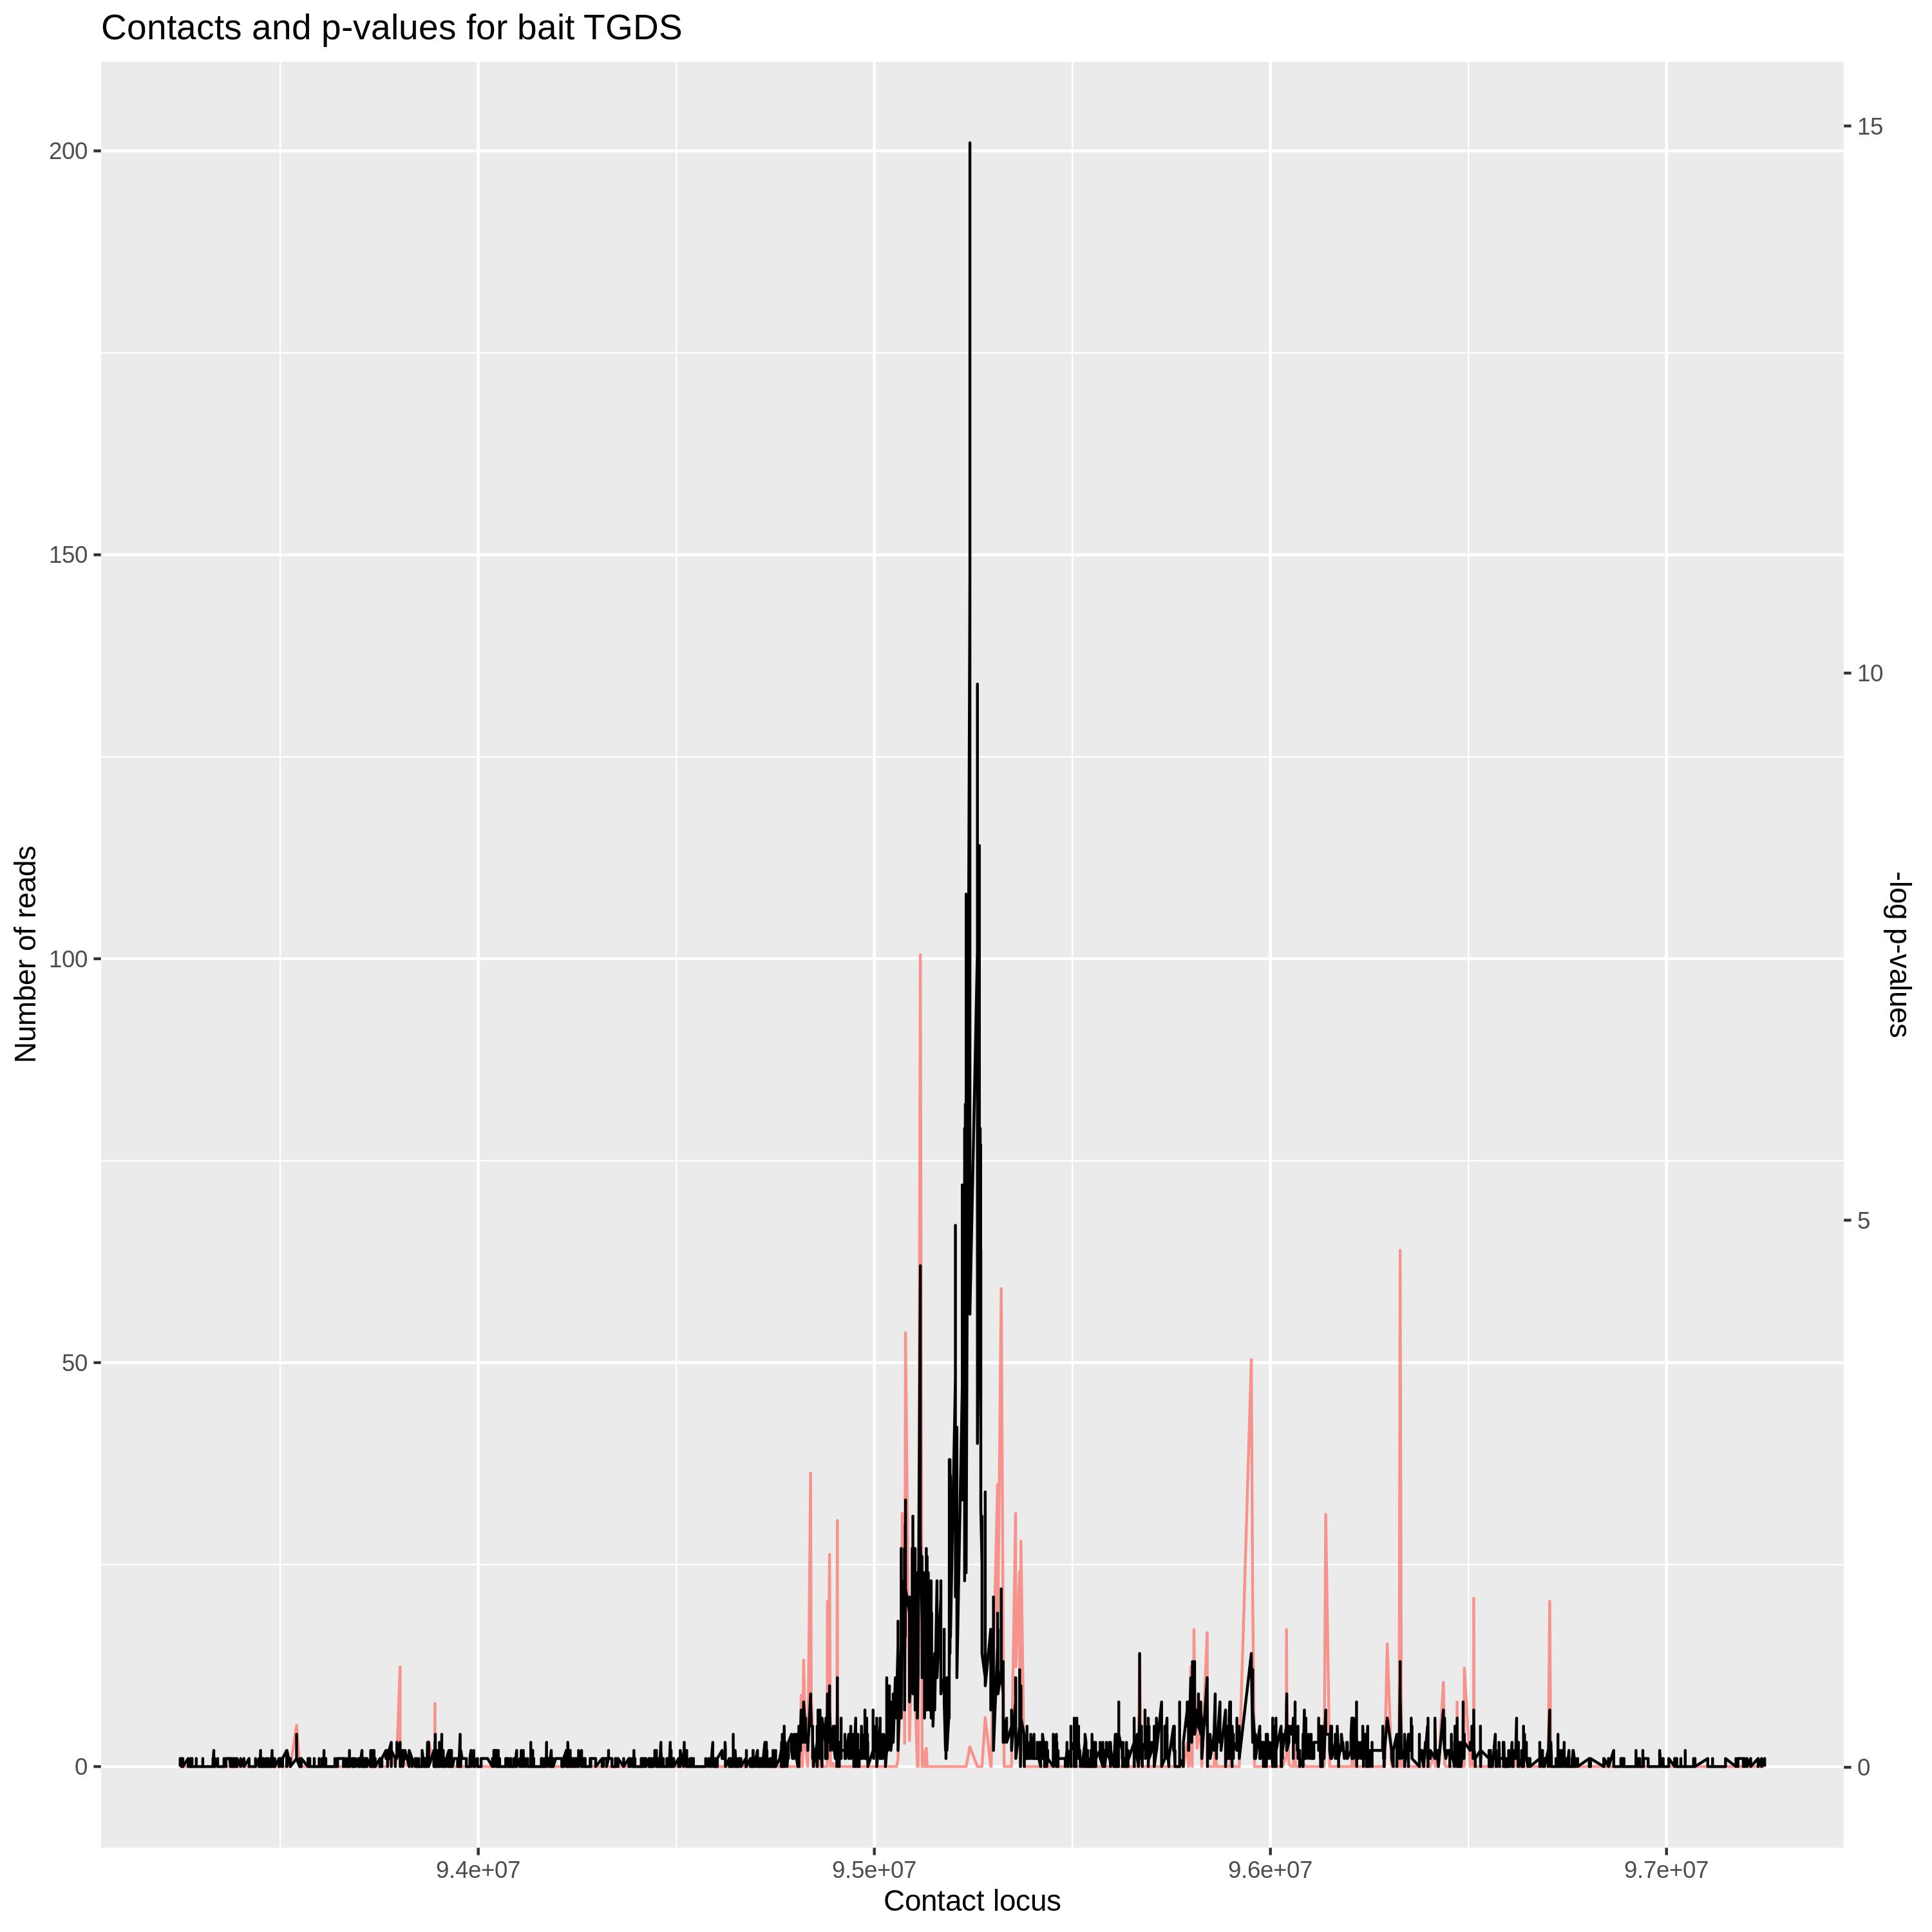 Contacts and p-values for bait TGDS
200
150
100
50
0
Number of reads
15
10
5
0
-log p-values
9.4e+07 9.5e+07 9.6e+07 9.7e+07
Contact locus